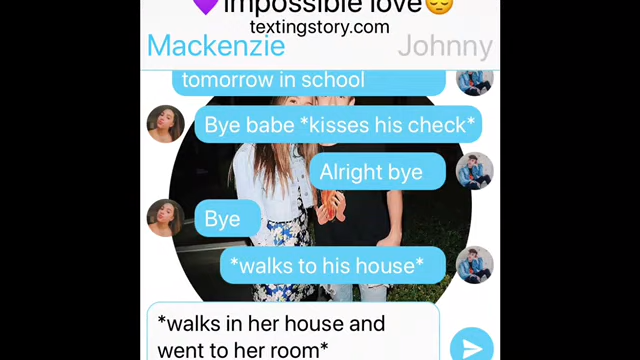 💜impossible love😔
textingstory.com
Mackenzie
Johnny
tomorrow in school
Bye babe *kisses his check*
Alright bye
Bye
*walks to his house*
*walks in her house and
went to her room*